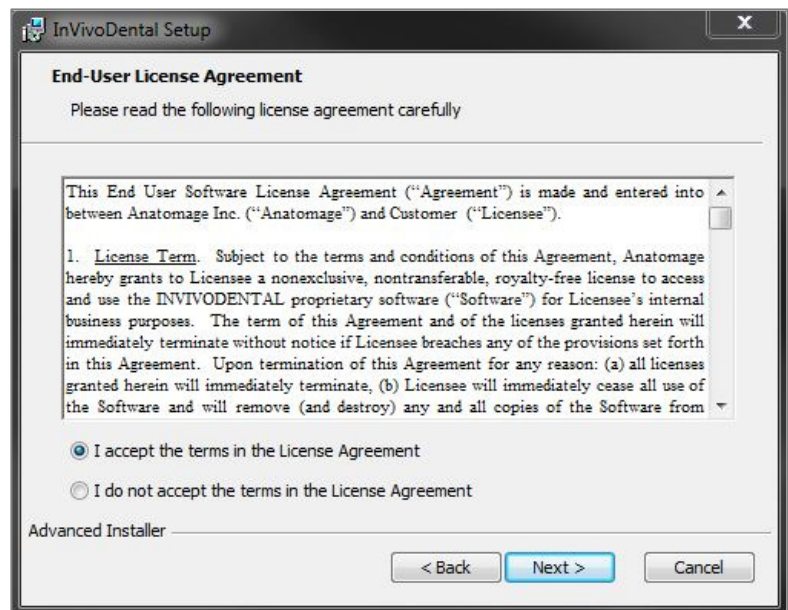 InVivoDental Setup
x
End-User License Agreement
Please read the following license agreement carefully
This End User Software License Agreement (“Agreement”) is made and entered into
between Anatomage Inc. (“Anatomage”) and Customer (“Licensee”).
1. License Term. Subject to the terms and conditions of this Agreement, Anatomage
hereby grants to Licensee a nonexclusive, nontransferable, royalty-free license to access
and use the INVIVODENTAL proprietary software (“Software”) for Licensee’s internal
business purposes. The term of this Agreement and of the licenses granted herein will
immediately terminate without notice if Licensee breaches any of the provisions set forth
in this Agreement. Upon termination of this Agreement for any reason: (a) all licenses
granted herein will immediately terminate, (b) Licensee will immediately cease all use of
the Software and will remove (and destroy) any and all copies of the Software from
I accept the terms in the License Agreement
I do not accept the terms in the License Agreement
Advanced Installer
< Back Next > Cancel